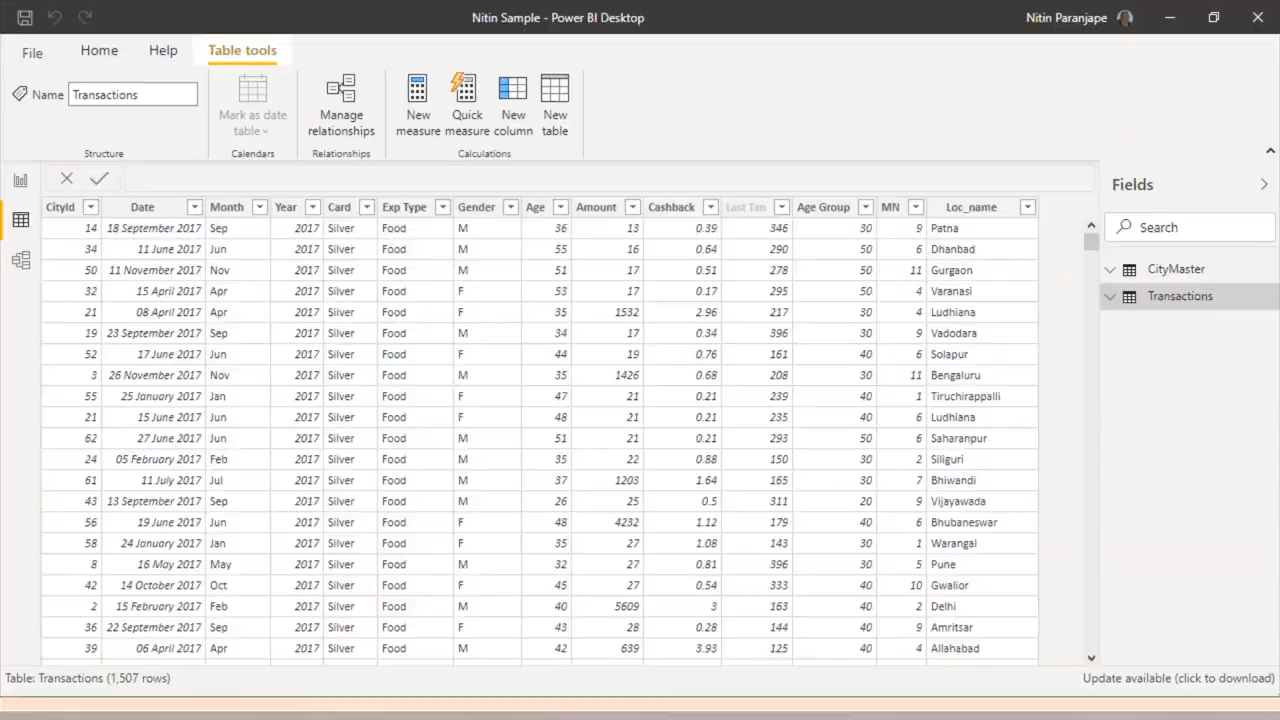 Nitin Sample - Power BI Desktop
Nitin Paranjape
File Home Help Table tools
Name Transactions
Mark as date table
Manage relationships
New measure
Quick measure
New column
New table
Structure Calendars Relationships Calculations
Fields
Search
CityMaster
Transactions
CityId Date Month Year Card Exp Type Gender Age Amount Cashback Last Txn Age Group MN Loc_name
14 18 September 2017 Sep 2017 Silver Food M 36 13 0.39 346 30 9 Patna
34 11 June 2017 Jun 2017 Silver Food M 55 16 0.64 290 50 6 Dhanbad
50 11 November 2017 Nov 2017 Silver Food M 51 17 0.51 278 50 11 Gurgaon
32 15 April 2017 Apr 2017 Silver Food F 53 17 0.17 295 50 4 Varanasi
21 08 April 2017 Apr 2017 Silver Food F 35 1532 2.96 217 30 4 Ludhiana
19 23 September 2017 Sep 2017 Silver Food M 34 17 0.34 396 30 9 Vadodara
52 17 June 2017 Jun 2017 Silver Food F 44 19 0.76 161 40 6 Solapur
3 26 November 2017 Nov 2017 Silver Food M 35 1426 0.68 208 30 11 Bengaluru
55 25 January 2017 Jan 2017 Silver Food F 47 21 0.21 239 40 1 Tiruchirappalli
21 15 June 2017 Jun 2017 Silver Food F 48 21 0.21 235 40 6 Ludhiana
62 27 June 2017 Jun 2017 Silver Food M 51 21 0.21 293 50 6 Saharanpur
24 05 February 2017 Feb 2017 Silver Food M 35 22 0.88 150 30 2 Siliguri
61 11 July 2017 Jul 2017 Silver Food M 37 1203 1.64 165 30 7 Bhiwandi
43 13 September 2017 Sep 2017 Silver Food M 26 25 0.5 311 20 9 Vijayawada
56 19 June 2017 Jun 2017 Silver Food F 48 4232 1.12 179 40 6 Bhubaneswar
58 24 January 2017 Jan 2017 Silver Food F 35 27 1.08 143 30 1 Warangal
8 16 May 2017 May 2017 Silver Food M 32 27 0.81 396 30 5 Pune
42 14 October 2017 Oct 2017 Silver Food F 45 27 0.54 333 40 10 Gwalior
2 15 February 2017 Feb 2017 Silver Food M 40 5609 3 163 40 2 Delhi
36 22 September 2017 Sep 2017 Silver Food F 43 28 0.28 144 40 9 Amritsar
39 06 April 2017 Apr 2017 Silver Food M 42 639 3.93 125 40 4 Allahabad
Table: Transactions (1,507 rows)
Update available (click to download)